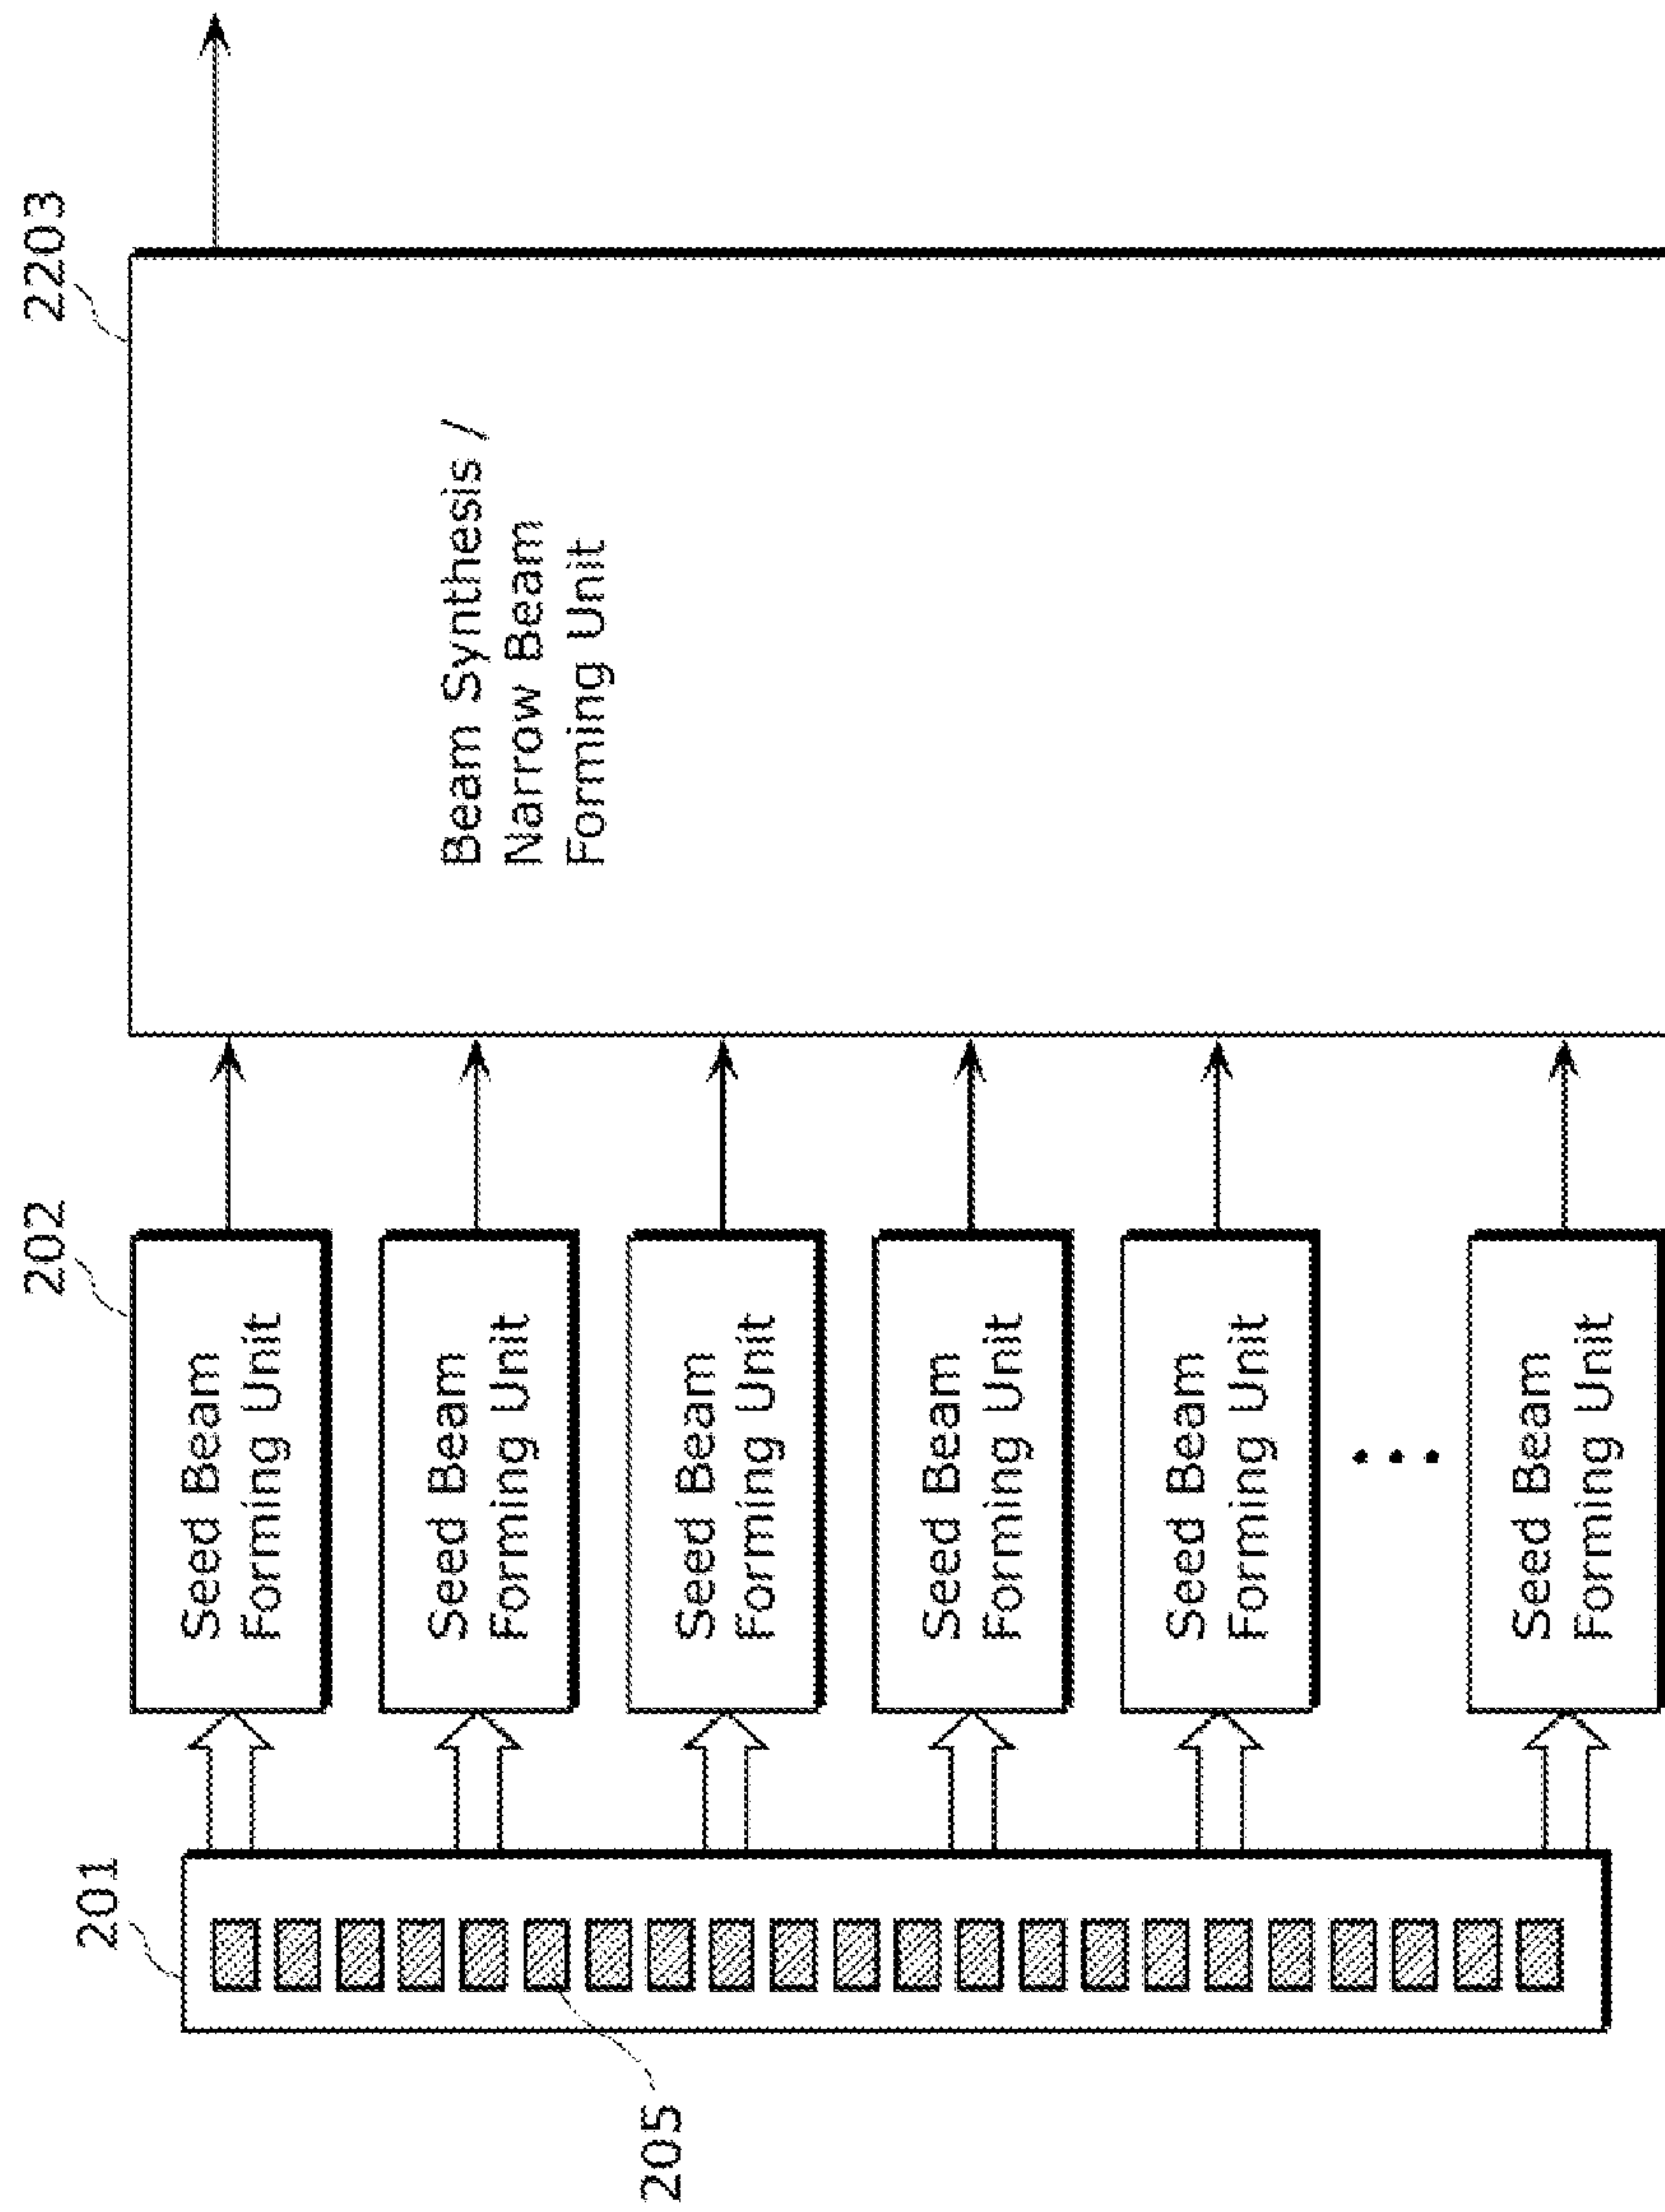 2203
Beam Synthesis /
Narrow Beam
Forming Unit
202
Seed Beam
Forming Unit
Seed Beam
Forming Unit
Seed Beam
Forming Unit
Seed Beam
Forming Unit
Seed Beam
Forming Unit
Seed Beam
Forming Unit
201
205